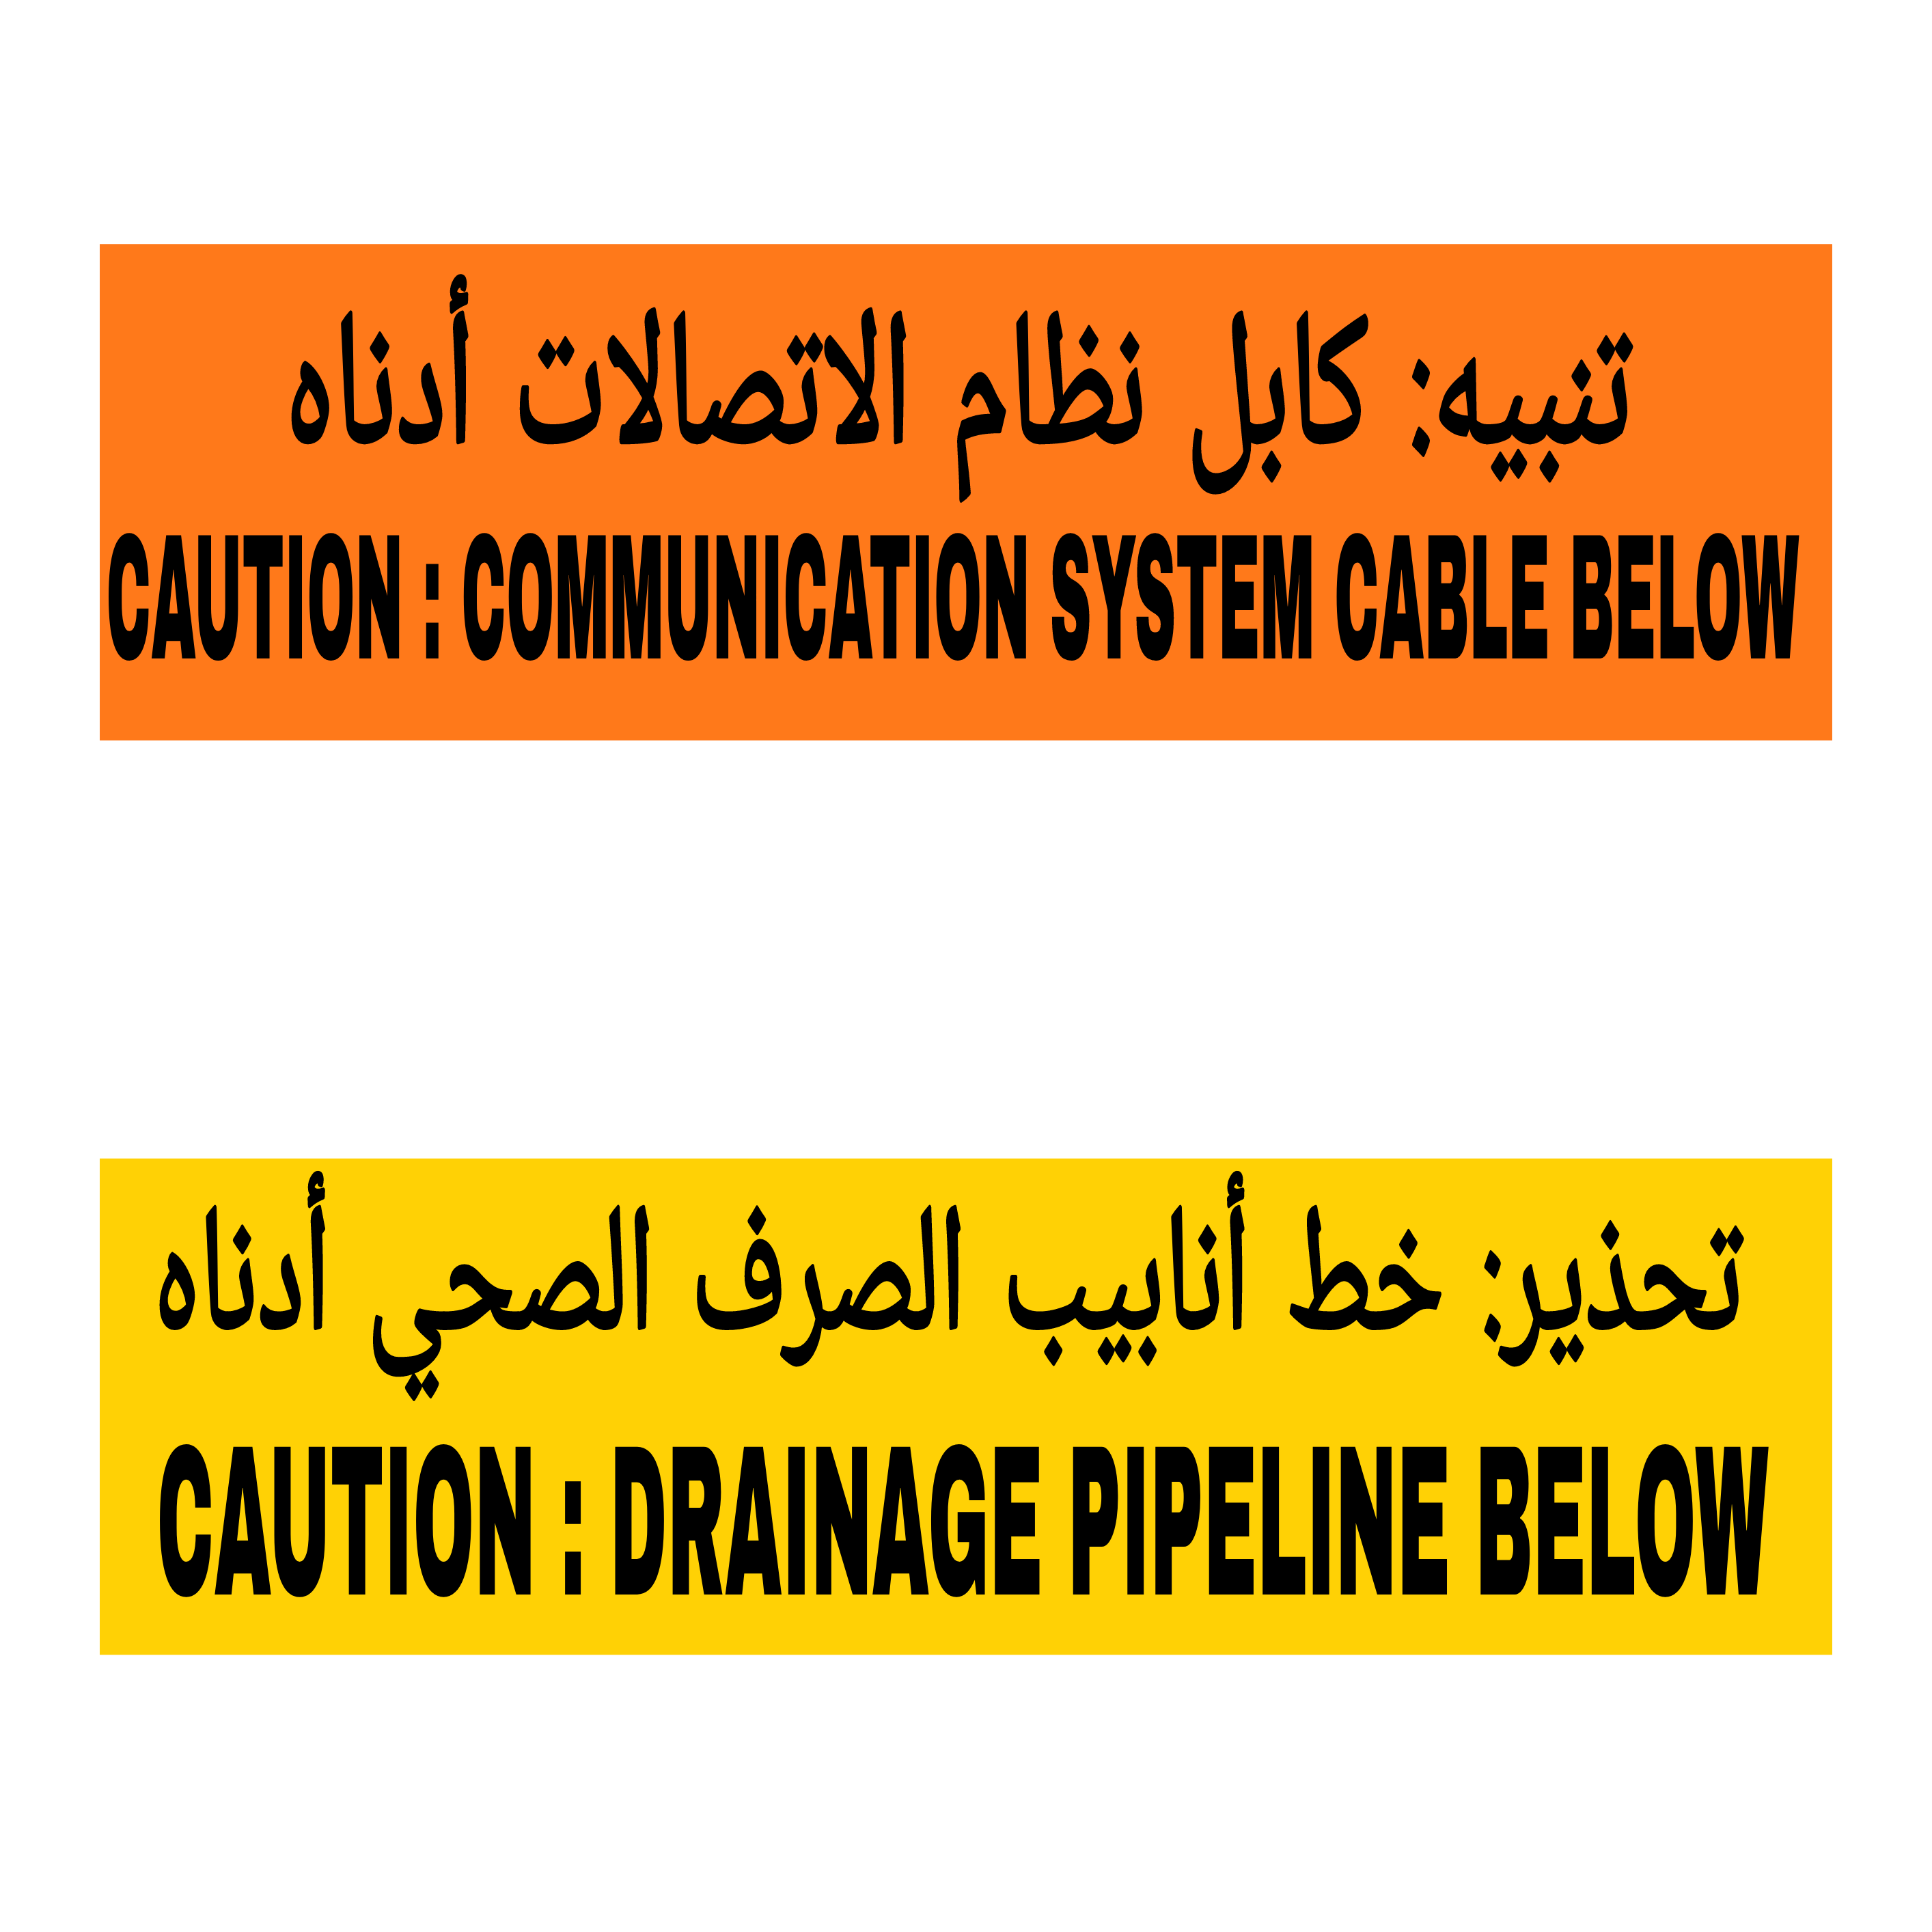 تنبيه: كابل نظام الاتصالات أدناه
CAUTION : COMMUNICATION SYSTEM CABLE BELOW
تحذير: خط أنابيب الصرف الصحي أدناه
CAUTION : DRAINAGE PIPELINE BELOW